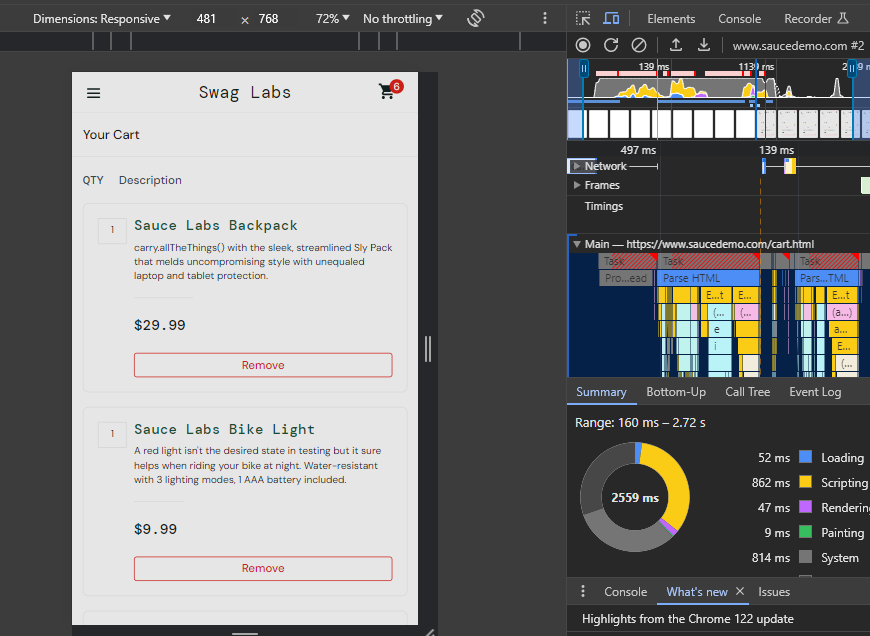 Dimensions: Responsive 481 × 768 72% No throttling
Elements Console Recorder
www.saucedemo.com #2
139 ms 1139 ms
497 ms 139 ms
Network
Frames
Timings
Main — https://www.saucedemo.com/cart.html
Task Task Task
Pro...ead Parse HTML Pars...TML
E...t E... E...t
(... (... (a...)
e a...
i E...
(...
Summary Bottom-Up Call Tree Event Log
Range: 160 ms – 2.72 s
2559 ms
52 ms Loading
862 ms Scripting
47 ms Rendering
9 ms Painting
814 ms System
Console What's new × Issues
Highlights from the Chrome 122 update
Swag Labs
6
Your Cart
QTY Description
1
Sauce Labs Backpack
carry.allTheThings() with the sleek, streamlined Sly Pack
that melds uncompromising style with unequaled
laptop and tablet protection.
$29.99
Remove
1
Sauce Labs Bike Light
A red light isn't the desired state in testing but it sure
helps when riding your bike at night. Water-resistant
with 3 lighting modes, 1 AAA battery included.
$9.99
Remove